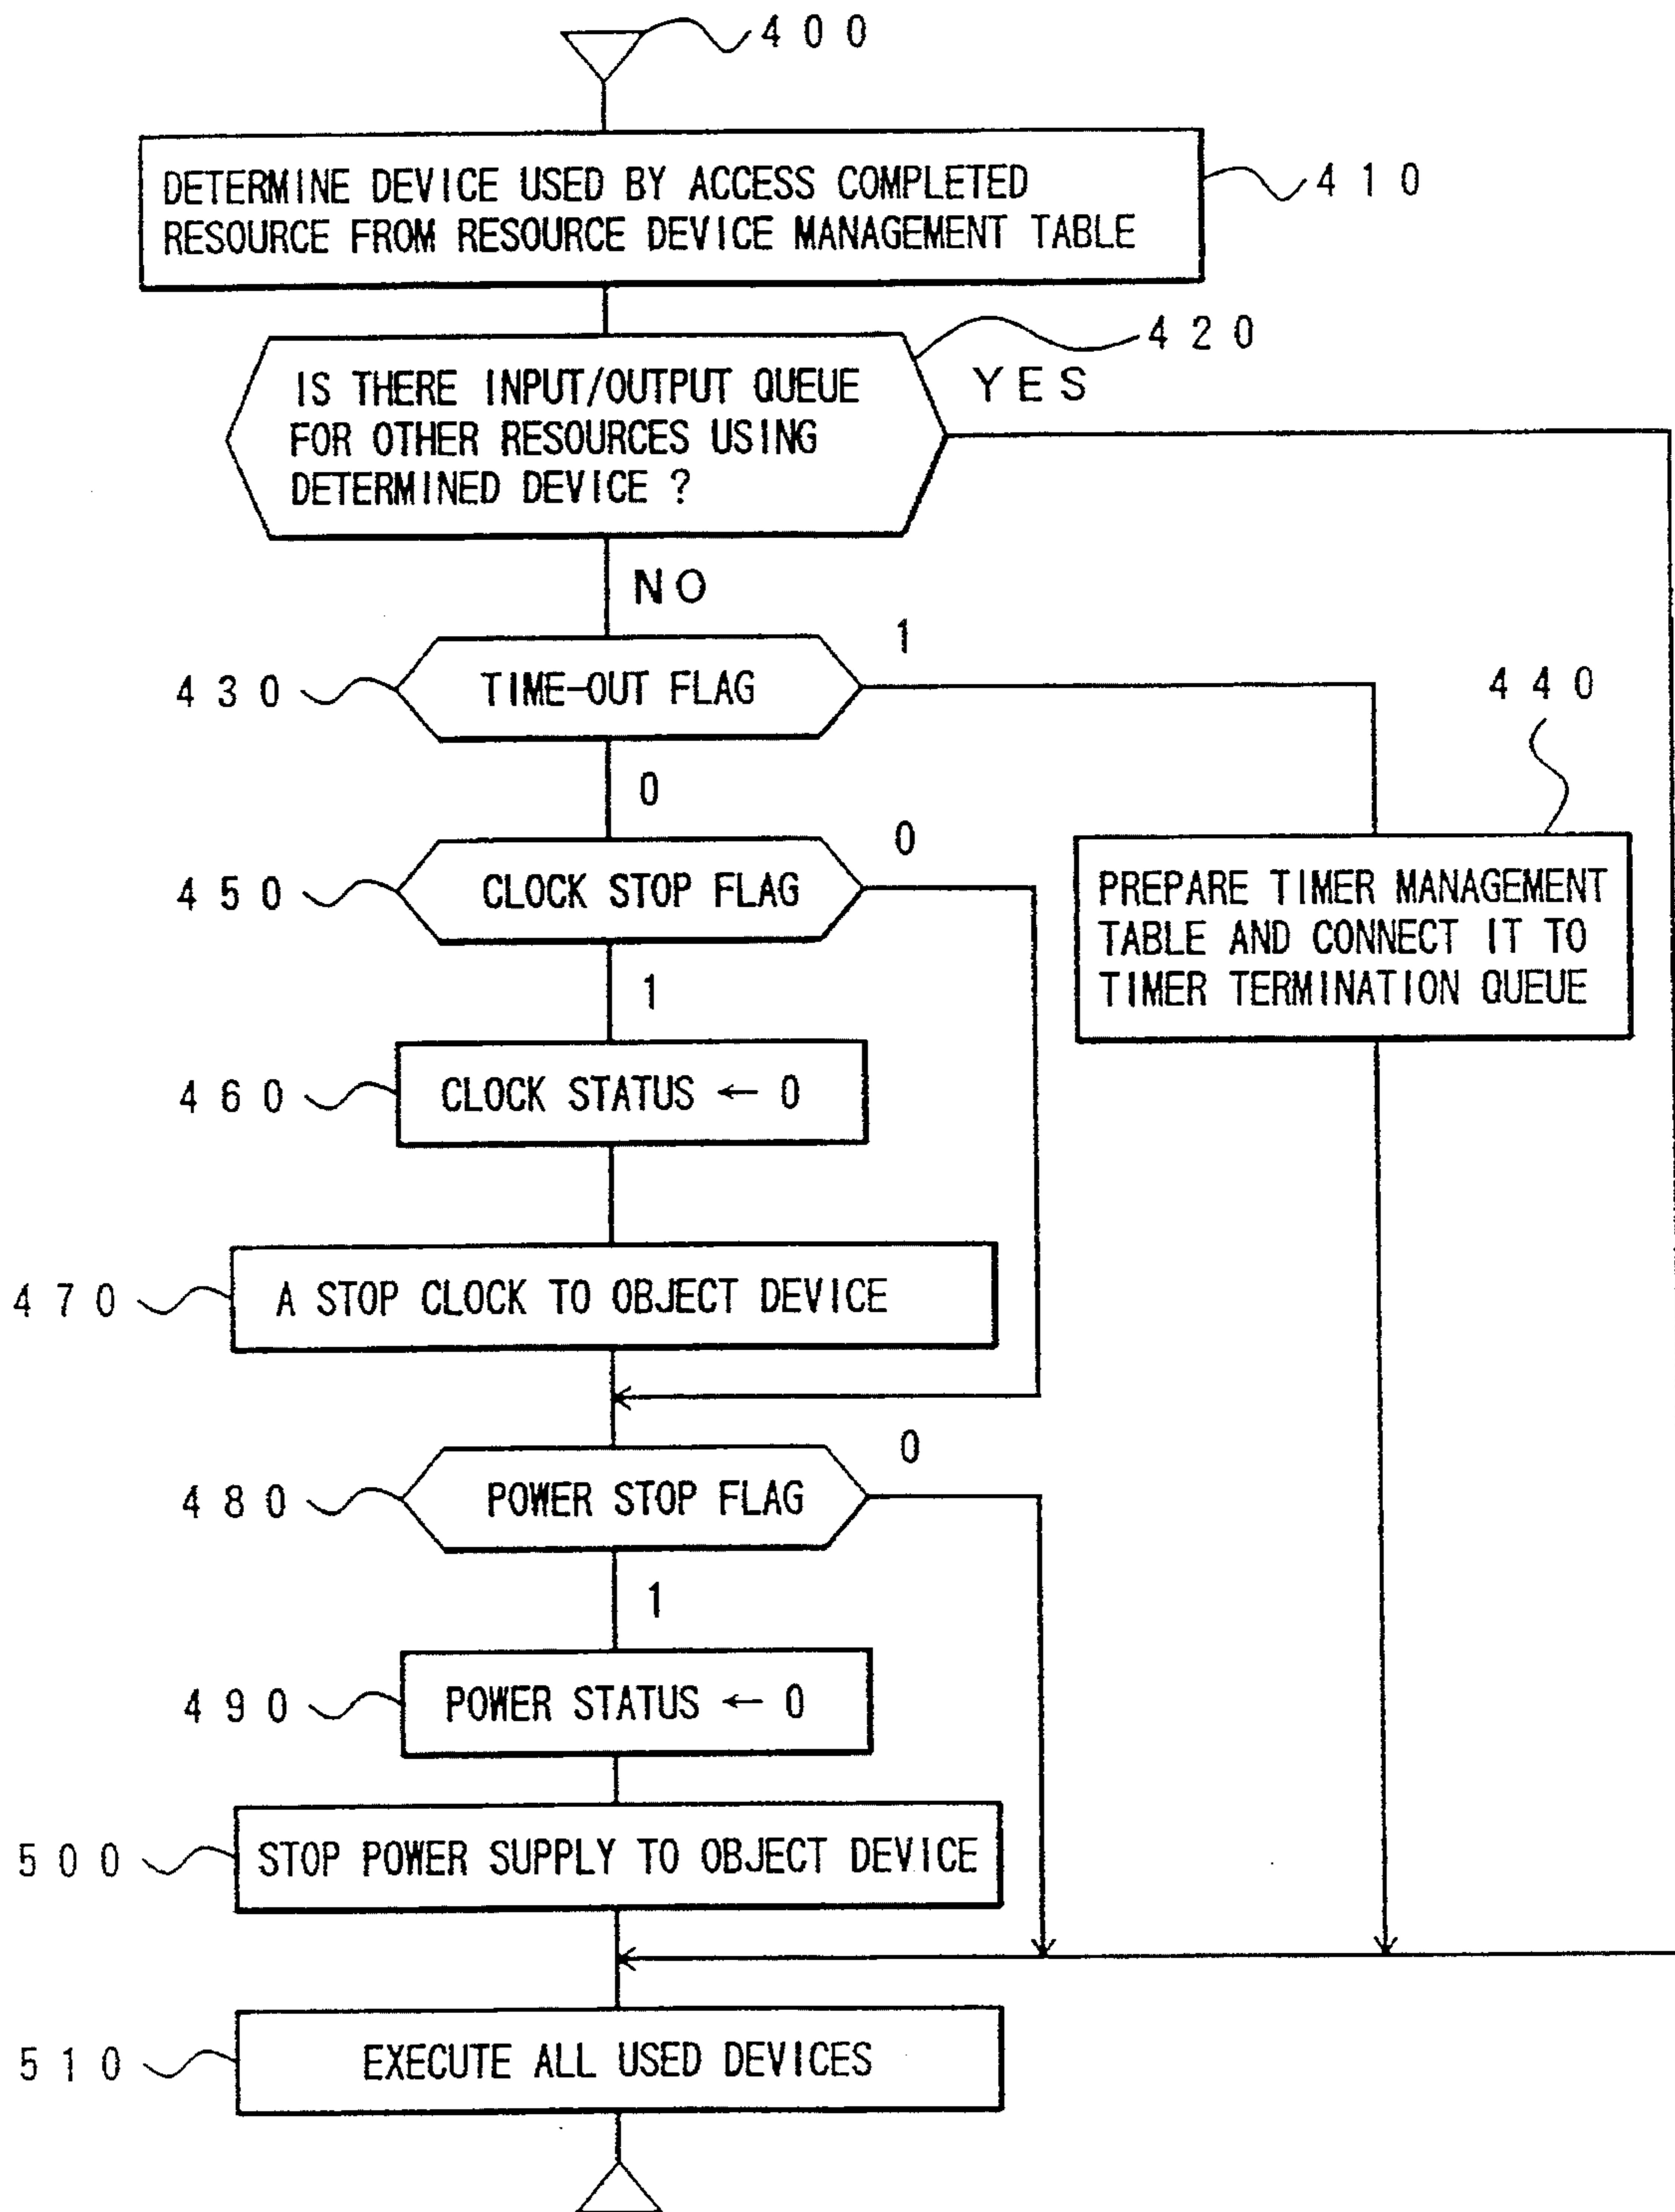 400
DETERMINE DEVICE USED BY ACCESS COMPLETED
RESOURCE FROM RESOURCE DEVICE MANAGEMENT TABLE
410
IS THERE INPUT/OUTPUT QUEUE
FOR OTHER RESOURCES USING
DETERMINED DEVICE ?
420
YES
NO
430
TIME-OUT FLAG
1
0
440
PREPARE TIMER MANAGEMENT
TABLE AND CONNECT IT TO
TIMER TERMINATION QUEUE
450
CLOCK STOP FLAG
0
1
460
CLOCK STATUS ← 0
470
A STOP CLOCK TO OBJECT DEVICE
480
POWER STOP FLAG
0
1
490
POWER STATUS ← 0
500
STOP POWER SUPPLY TO OBJECT DEVICE
510
EXECUTE ALL USED DEVICES